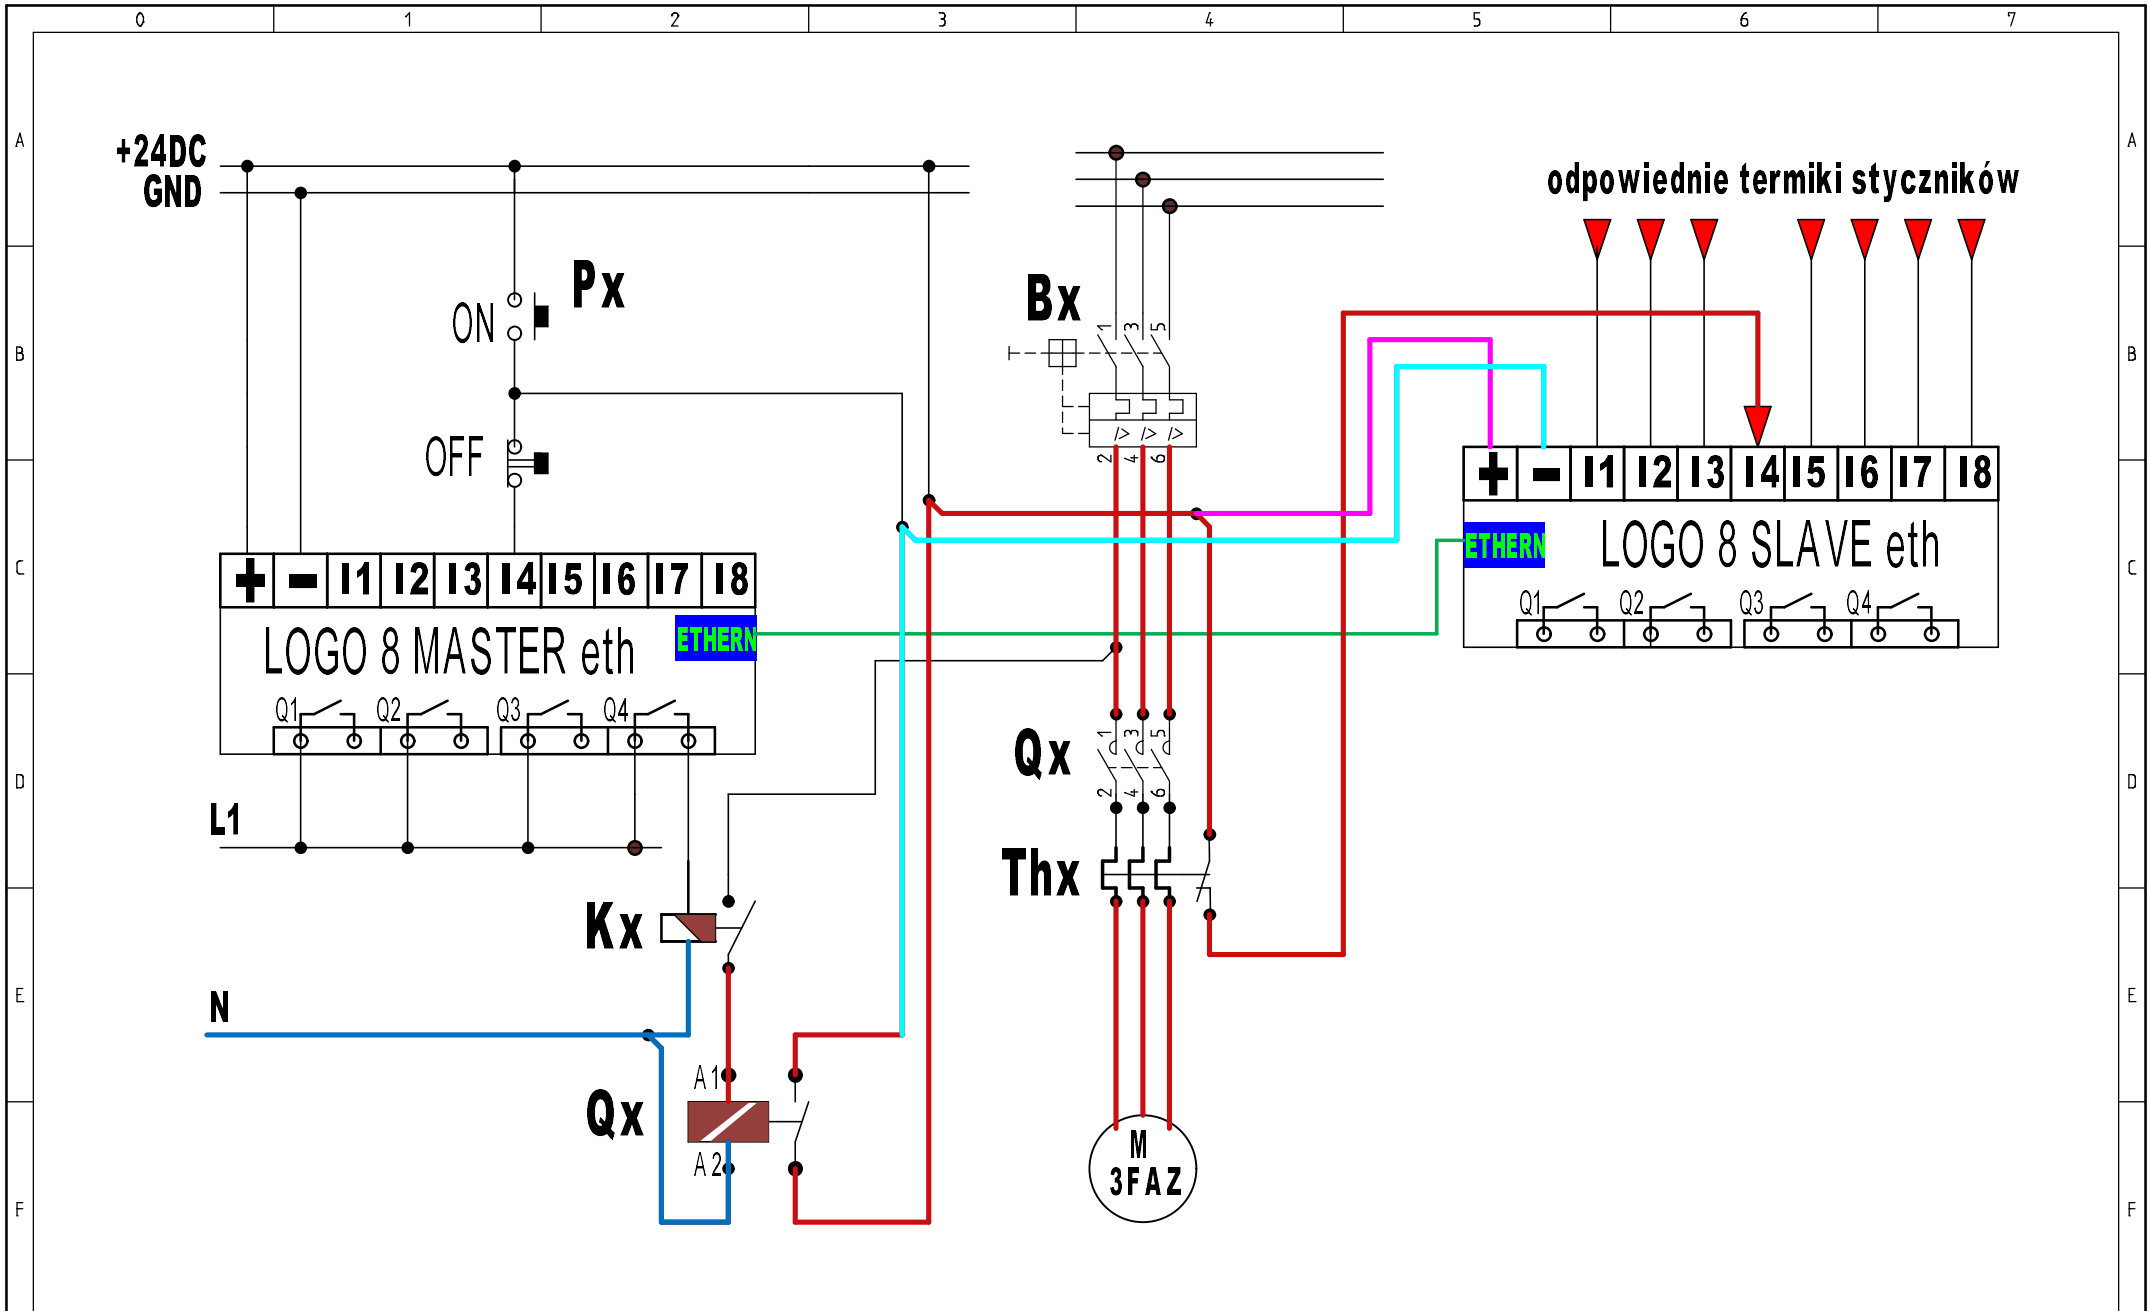 0 1 2 3 4 5 6 7
A A
+24DC
GND
odpowiednie termiki styczników
Px
ON
Bx
1 3 5
B B
OFF
I> I> I>
2 4 6
+ - I1 I2 I3 I4 I5 I6 I7 I8
ETHERN
LOGO 8 SLAVE eth
C C
+ - I1 I2 I3 I4 I5 I6 I7 I8
Q1 Q2 Q3 Q4
ETHERN
LOGO 8 MASTER eth
Q1 Q2 Q3 Q4
Qx
1 3 5
2 4 6
D D
L1
Thx
Kx
E E
N
A1
Qx
A2
M
3FAZ
F F